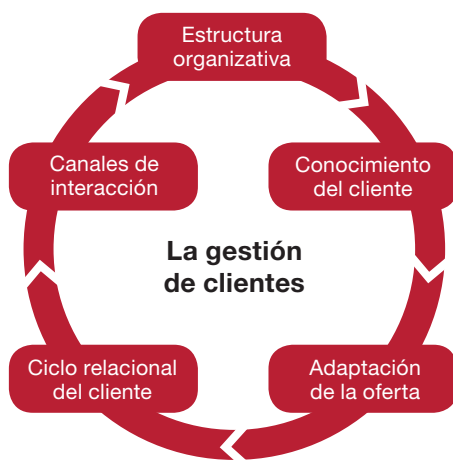 Estructura
organizativa
Canales de
interacción
Conocimiento
del cliente
La gestión
de clientes
Ciclo relacional
del cliente
Adaptación
de la oferta